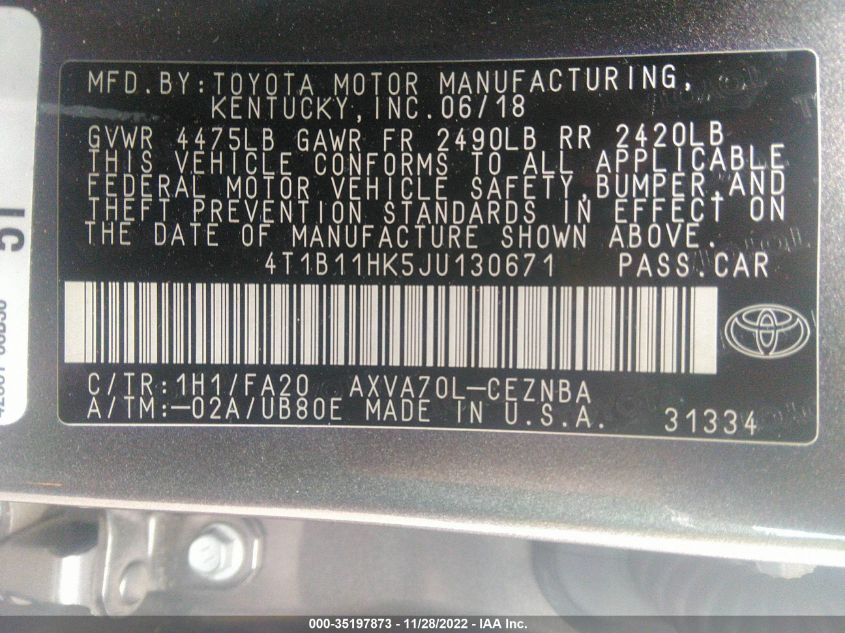 MFD.BY:TOYOTA MOTOR MANUFACTURING,
KENTUCKY,INC.06/18
GVWR 4475LB GAWR FR 2490LB RR 2420LB
THIS VEHICLE CONFORMS TO ALL APPLICABLE
FEDERAL MOTOR VEHICLE SAFETY,BUMPER,AND
THEFT PREVENTION STANDARDS IN EFFECT ON
THE DATE OF MANUFACTURE SHOWN ABOVE.
4T1B11HK5JU130671 PASS.CAR
C/TR:1H1/FA20 AXVA70L-CEZNBA
A/TM:-02A/UB80E MADE IN U.S.A. 31334
000-35197873 - 11/28/2022 - IAA Inc.